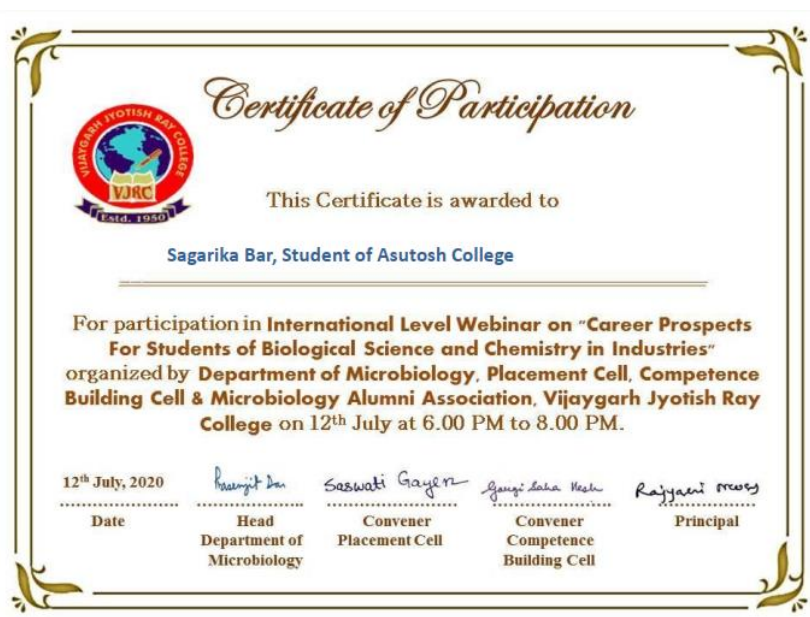 Certificate of Participation
VIJAYGARH JYOTISH RAY COLLEGE
VJRC
Estd. 1950
This Certificate is awarded to
Sagarika Bar, Student of Asutosh College
For participation in International Level Webinar on "Career Prospects
For Students of Biological Science and Chemistry in Industries"
organized by Department of Microbiology, Placement Cell, Competence
Building Cell & Microbiology Alumni Association, Vijaygarh Jyotish Ray
College on 12th July at 6.00 PM to 8.00 PM.
12th July, 2020 Saswati Gayen
Date Head Convener Convener Principal
Department of Placement Cell Competence
Microbiology Building Cell